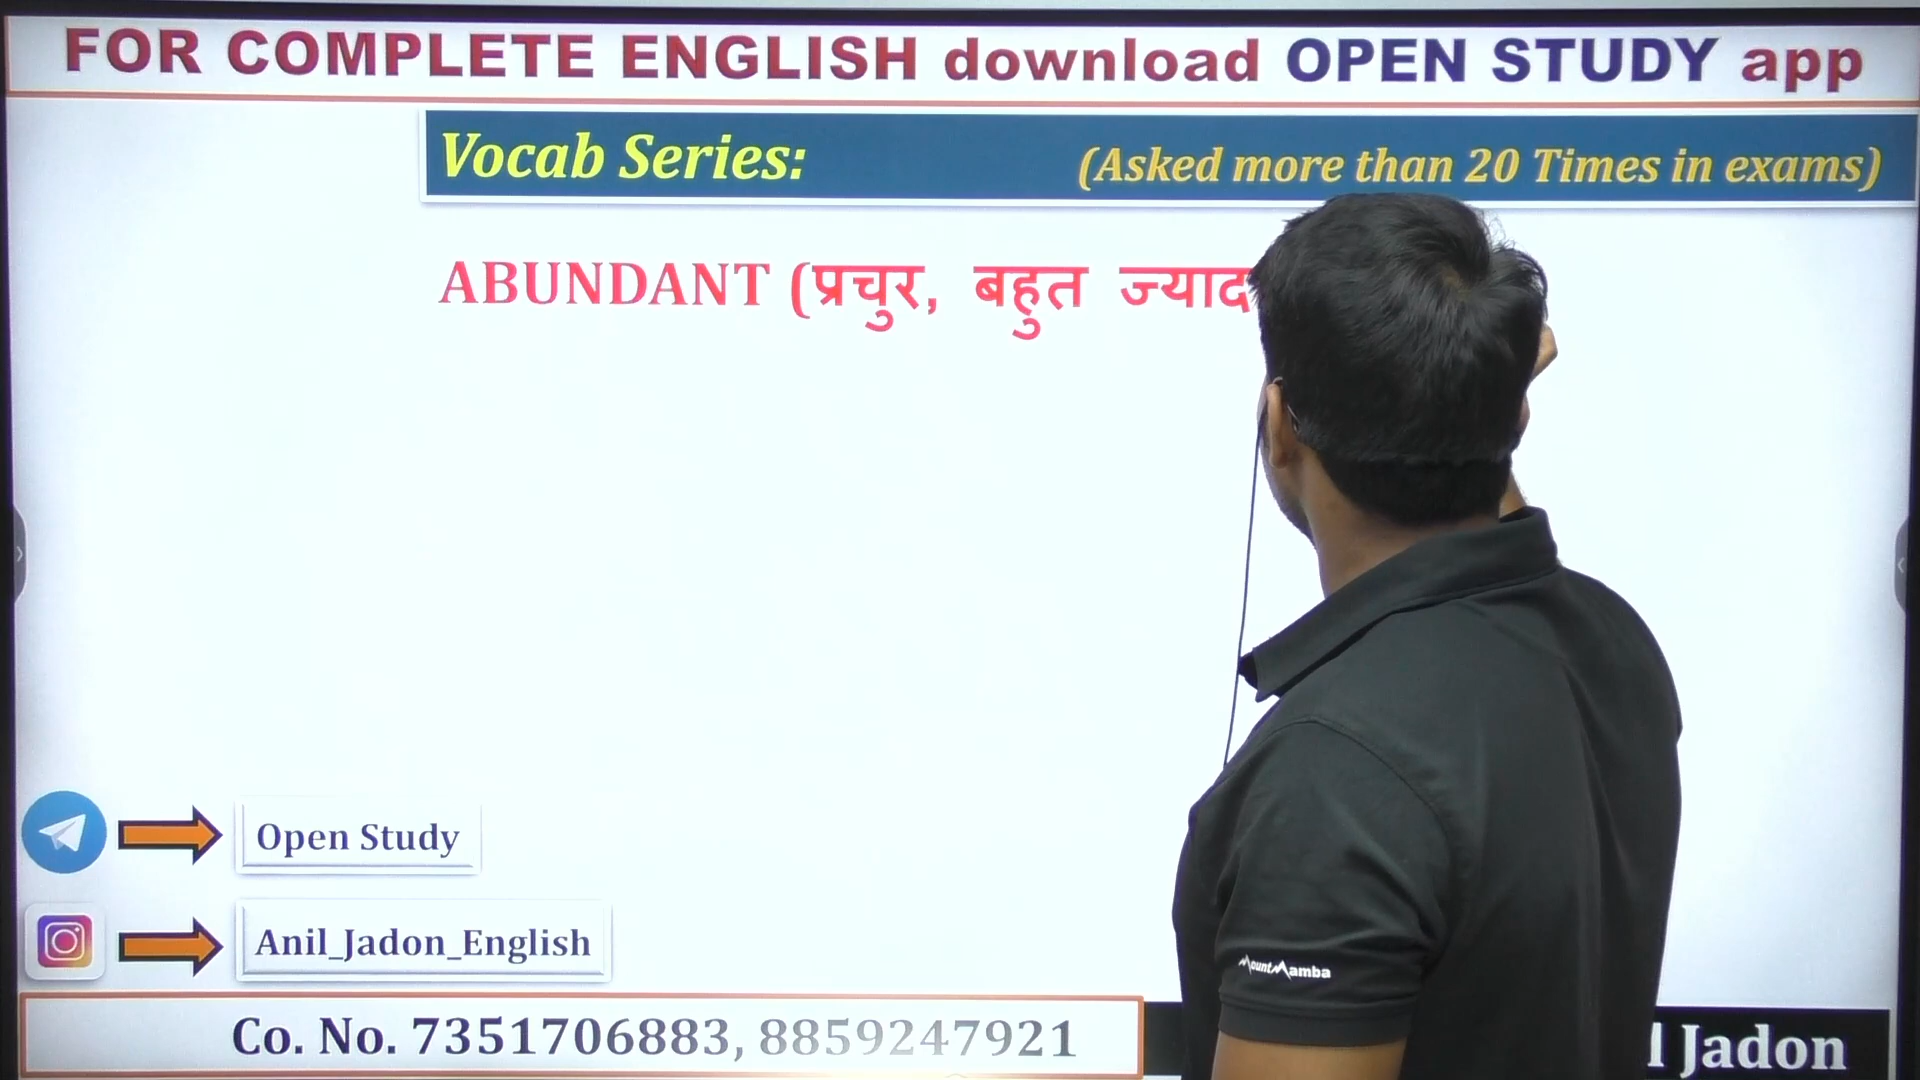 FOR COMPLETE ENGLISH download OPEN STUDY app
Vocab Series: (Asked more than 20 Times in exams)
ABUNDANT (प्रचुर, बहुत
Open Study
Anil_Jadon_English
MountMamba
Co. No. 7351706883, 8859247921
Jadon